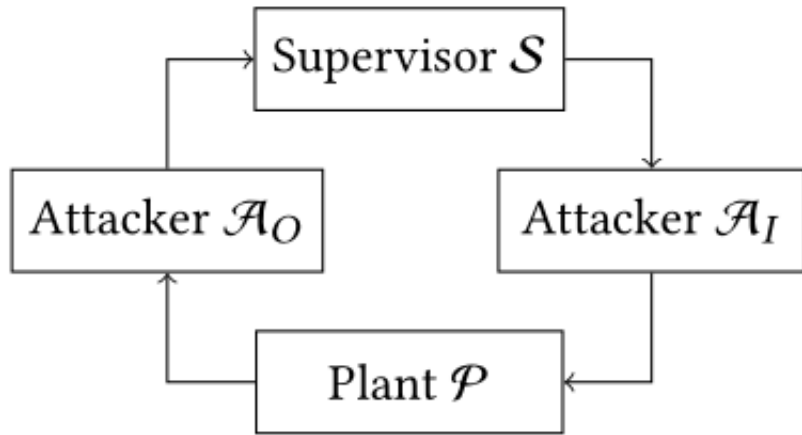 Supervisor 𝒮
Attacker 𝒜_O
Attacker 𝒜_I
Plant 𝒫